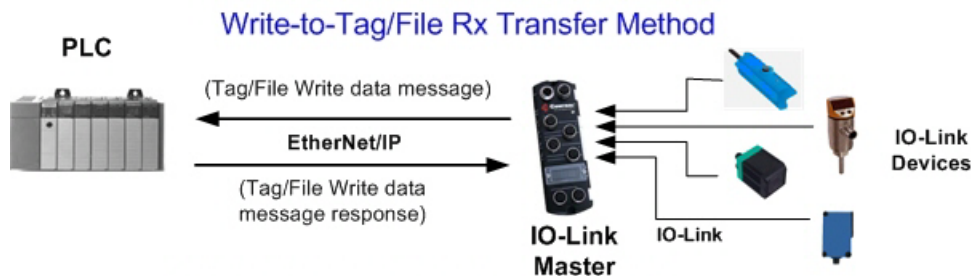 Write-to-Tag/File Rx Transfer Method
PLC
(Tag/File Write data message)
EtherNet/IP
(Tag/File Write data
message response)
IO-Link
Master
IO-Link
IO-Link
Devices